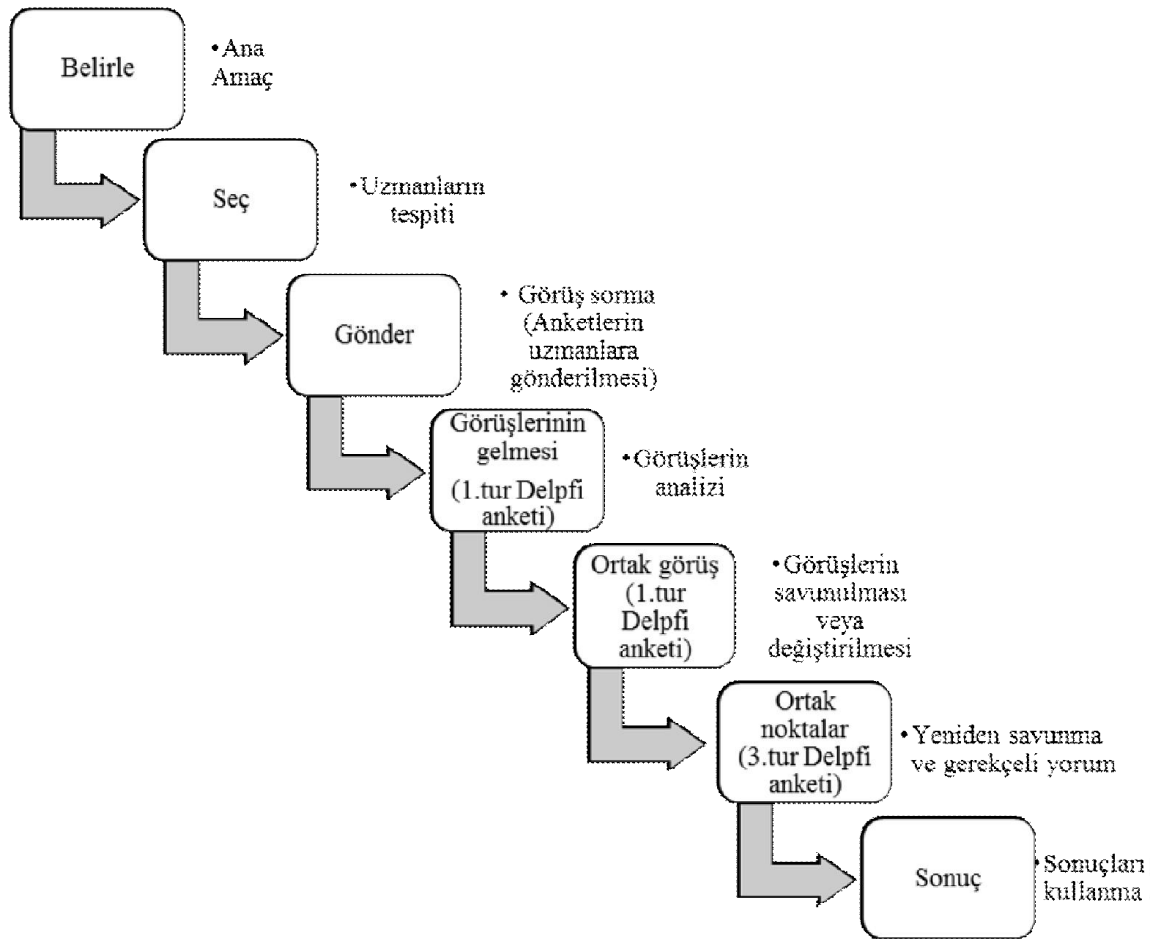 Belirle
•Ana
Amaç
Seç
•Uzmanların
tespiti
Gönder
• Görüş sorma
(Anketlerin
uzmanlara
gönderilmesi)
Görüşlerinin
gelmesi
(1.tur Delpfi
anketi)
•Görüşlerin
analizi
Ortak görüş
(1.tur
Delpfi
anketi)
•Görüşlerin
savunulması
veya
değiştirilmesi
Ortak
noktalar
(3.tur Delpfi
anketi)
•Yeniden savunma
ve gerekçeli yorum
Sonuç
•Sonuçları
kullanma